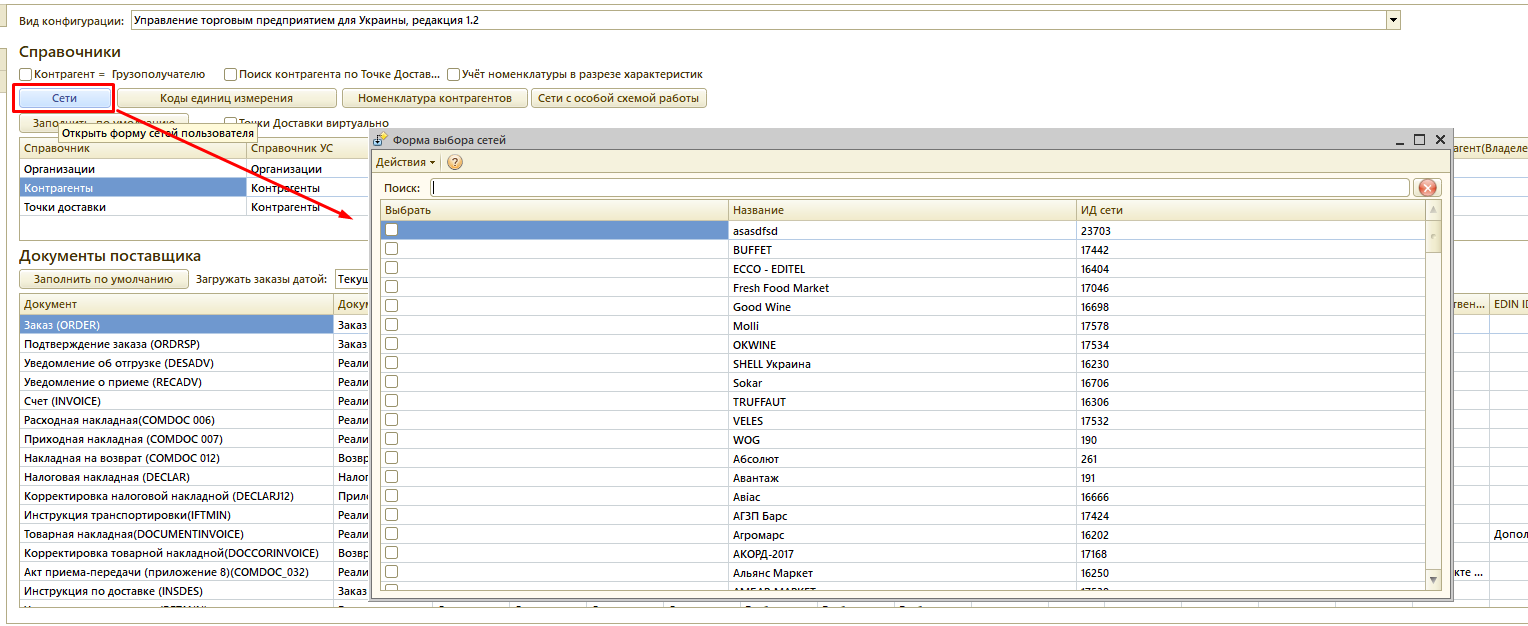 Вид конфигурации: Управление торговым предприятием для Украины, редакция 1.2
Справочники
Контрагент = Грузополучателю Поиск контрагента по Точке Достав... Учёт номенклатуры в разрезе характеристик
Сети Коды единиц измерения Номенклатура контрагентов Сети с особой схемой работы
Точки Доставки виртуально
Открыть форму сетей пользователя
Справочник Справочник УС
Организации Организации
Контрагенты Контрагенты
Точки доставки Контрагенты
Документы поставщика
Заполнить по умолчанию Загружать заказы датой: Текущ
Документ Докум
Заказ (ORDER) Заказ
Подтверждение заказа (ORDRSP) Заказ
Уведомление об отгрузке (DESADV) Реали
Уведомление о приеме (RECADV) Реали
Счет (INVOICE) Реали
Расходная накладная(COMDOC 006) Реали
Приходная накладная (COMDOC 007) Реали
Накладная на возврат (COMDOC 012) Возвр
Налоговая накладная (DECLAR) Налог
Корректировка налоговой накладной (DECLARJ12) Прил
Инструкция транспортировки(IFTMIN) Реали
Товарная накладная(DOCUMENTINVOICE) Реали
Корректировка товарной накладной(DOCCORINVOICE) Возвр
Акт приема-передачи (приложение 8)(COMDOC_032) Реали
Инструкция по доставке (INSDES) Заказ
Форма выбора сетей
Действия
Поиск:
Выбрать Название ИД сети
asasdfsd 23703
BUFFET 17442
ECCO - EDITEL 16404
Fresh Food Market 17046
Good Wine 16698
Molli 17578
OKWINE 17534
SHELL Украина 16230
Sokar 16706
TRUFFAUT 16306
VELES 17532
WOG 190
Абсолют 261
Авантаж 191
Авіас 16666
АГЗП Барс 17424
Агромарс 16202
АКОРД-2017 17168
Альянс Маркет 16250
агент(Владеле
твен... EDIN ID
Допол
кте ...